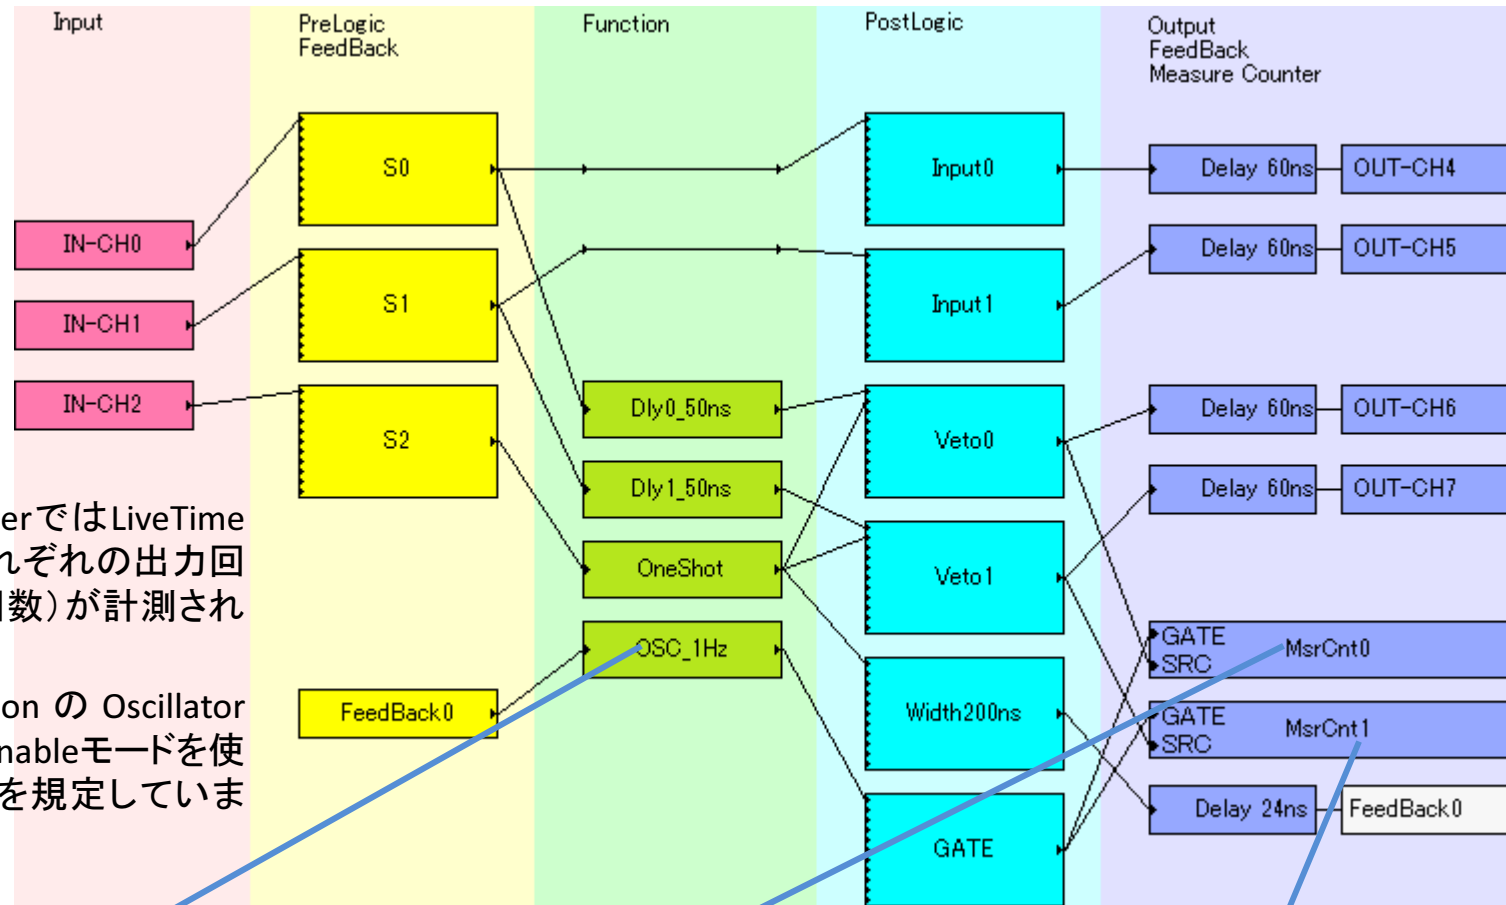 Input
PreLogic
FeedBack
Function
PostLogic
Output
FeedBack
Measure Counter
IN-CH0
IN-CH1
IN-CH2
S0
S1
S2
FeedBack0
Dly0_50ns
Dly1_50ns
OneShot
OSC_1Hz
Input0
Input1
Veto0
Veto1
Width200ns
GATE
Delay 60ns
OUT-CH4
Delay 60ns
OUT-CH5
Delay 60ns
OUT-CH6
Delay 60ns
OUT-CH7
GATE
SRC
MsrCnt0
GATE
SRC
MsrCnt1
Delay 24ns
FeedBack0
erではLiveTime
れぞれの出力回
回数)が計測され
on の Oscillator
nableモードを使
を規定していま